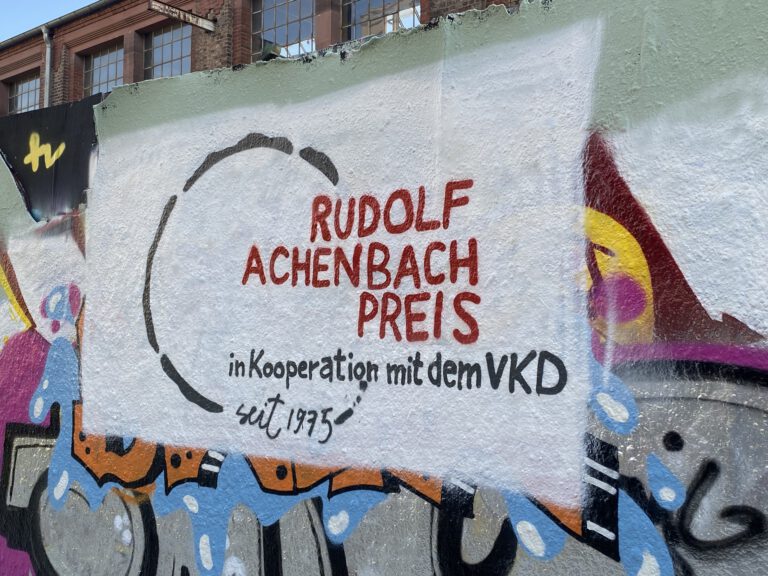 RUDOLF
ACHENBACH
PREIS
in Kooperation mit dem VKD
seit 1975